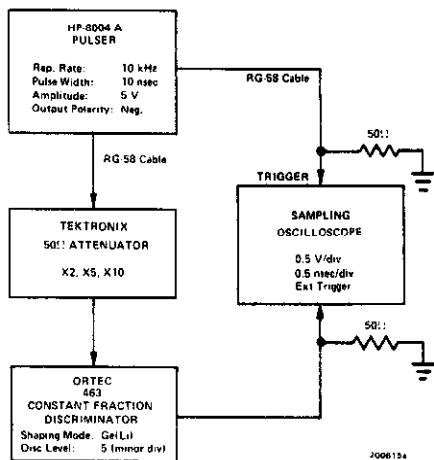 HP-8004 A
PULSER
Rep. Rate: 10 kHz
Pulse Width: 10 nsec
Amplitude: 5 V
Output Polarity: Neg.
RG-58 Cable
50Ω
RG-58 Cable
TRIGGER
TEKTRONIX
50Ω ATTENUATOR
X2, X5, X10
SAMPLING
OSCILLOSCOPE
0.5 V/div
0.5 nsec/div
Ext Trigger
50Ω
ORTEC
463
CONSTANT FRACTION
DISCRIMINATOR
Shaping Mode: Ge(Li)
Disc Level: 5 (minor div)
200615a